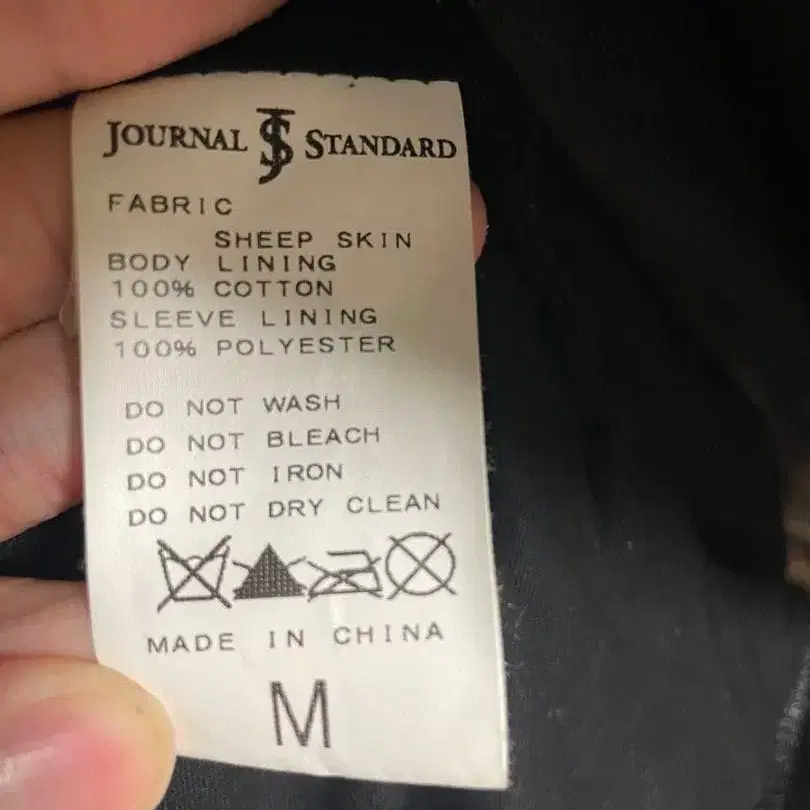 JOURNAL JS STANDARD
FABRIC
SHEEP SKIN
BODY LINING
100% COTTON
SLEEVE LINING
100% POLYESTER
DO NOT WASH
DO NOT BLEACH
DO NOT IRON
DO NOT DRY CLEAN
MADE IN CHINA
M